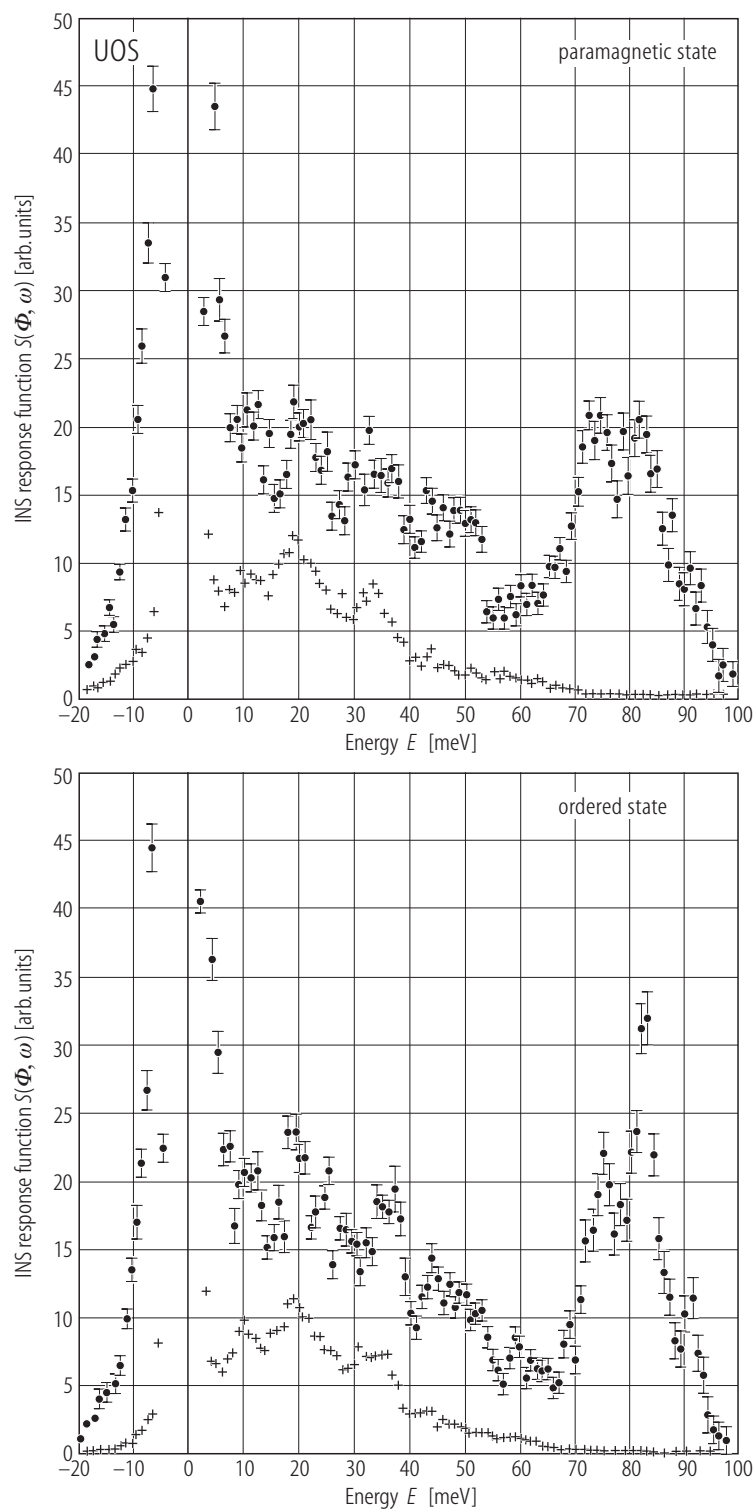 UOS
paramagnetic state
INS response function S(Φ, ω) [arb.units]
50
45
40
35
30
25
20
15
10
5
0
−20 −10 0 10 20 30 40 50 60 70 80 90 100
Energy E [meV]
ordered state
INS response function S(Φ, ω) [arb.units]
50
45
40
35
30
25
20
15
10
5
0
−20 −10 0 10 20 30 40 50 60 70 80 90 100
Energy E [meV]